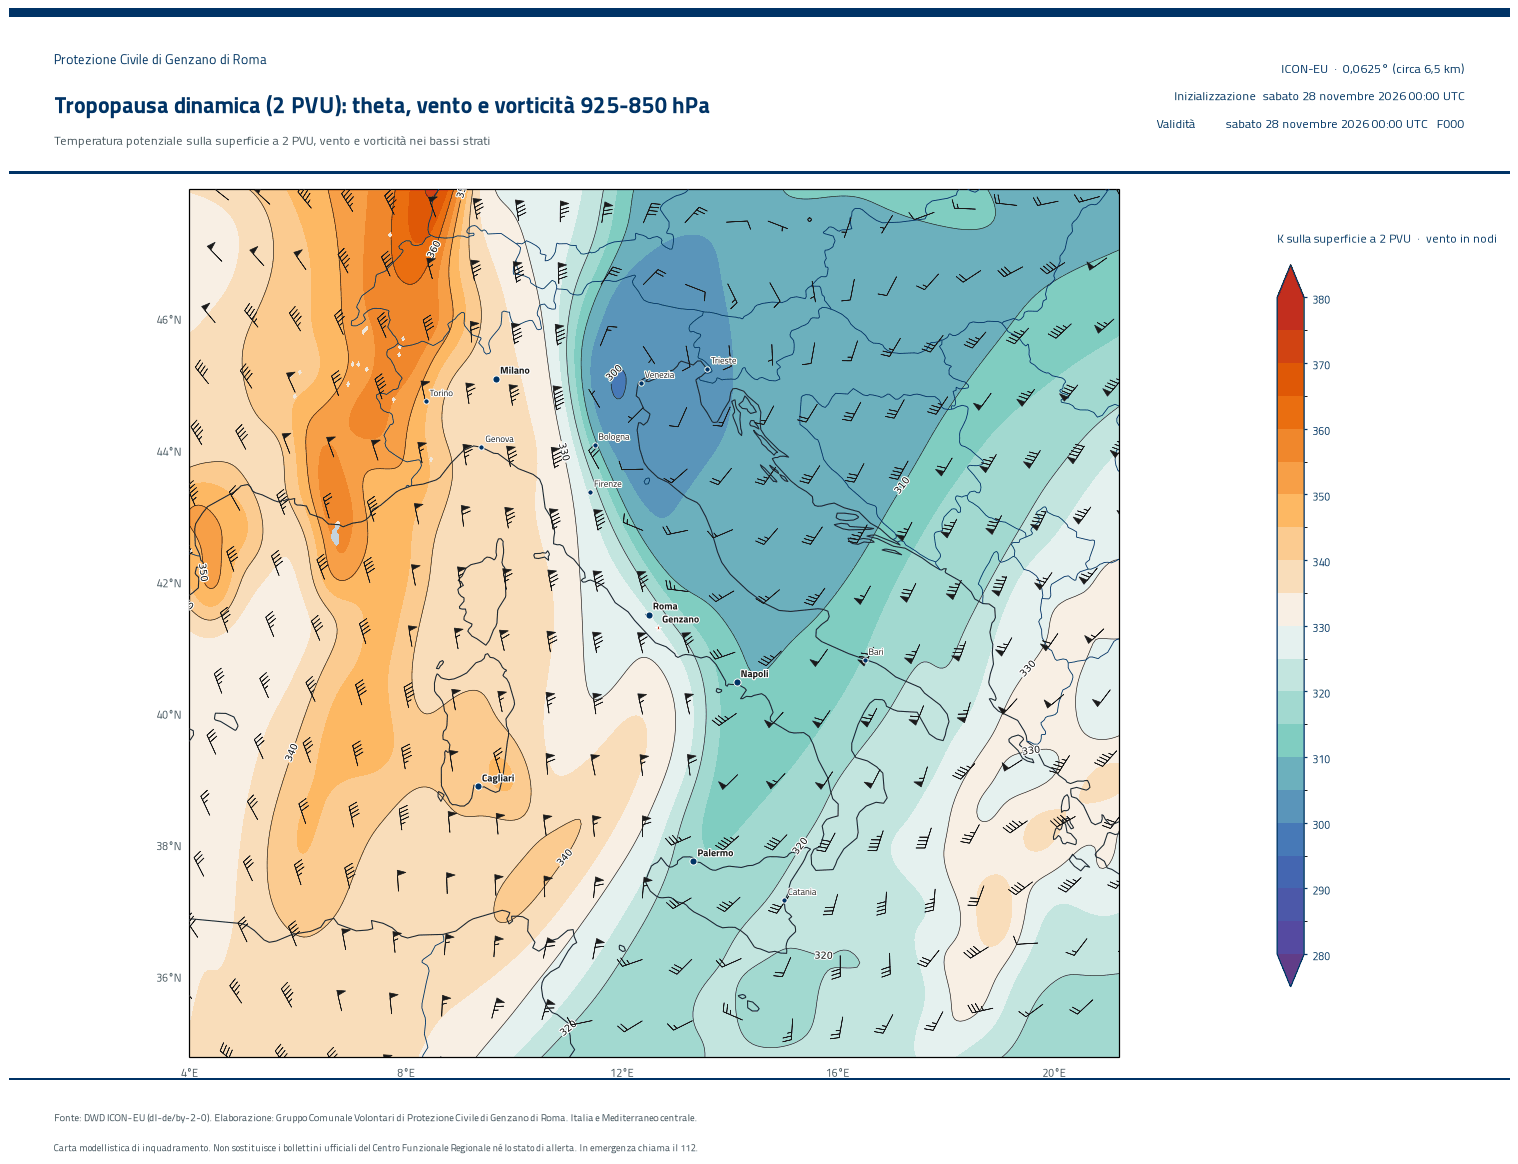 Protezione Civile di Genzano di Roma
Tropopausa dinamica (2 PVU): theta, vento e vorticità 925-850 hPa
Temperatura potenziale sulla superficie a 2 PVU, vento e vorticità nei bassi strati
ICON-EU · 0,0625° (circa 6,5 km)
Inizializzazione sabato 28 novembre 2026 00:00 UTC
Validità sabato 28 novembre 2026 00:00 UTC F000
K sulla superficie a 2 PVU · vento in nodi
380
370
360
350
340
330
320
310
300
290
280
46°N
44°N
42°N
40°N
38°N
36°N
4°E
8°E
12°E
16°E
20°E
360
300
330
310
350
340
330
330
340
320
320
320
Milano
Torino
Genova
Venezia
Trieste
Bologna
Firenze
Roma
Genzano
Napoli
Bari
Cagliari
Palermo
Catania
Fonte: DWD ICON-EU (dl-de/by-2-0). Elaborazione: Gruppo Comunale Volontari di Protezione Civile di Genzano di Roma. Italia e Mediterraneo centrale.
Carta modellistica di inquadramento. Non sostituisce i bollettini ufficiali del Centro Funzionale Regionale né lo stato di allerta. In emergenza chiama il 112.